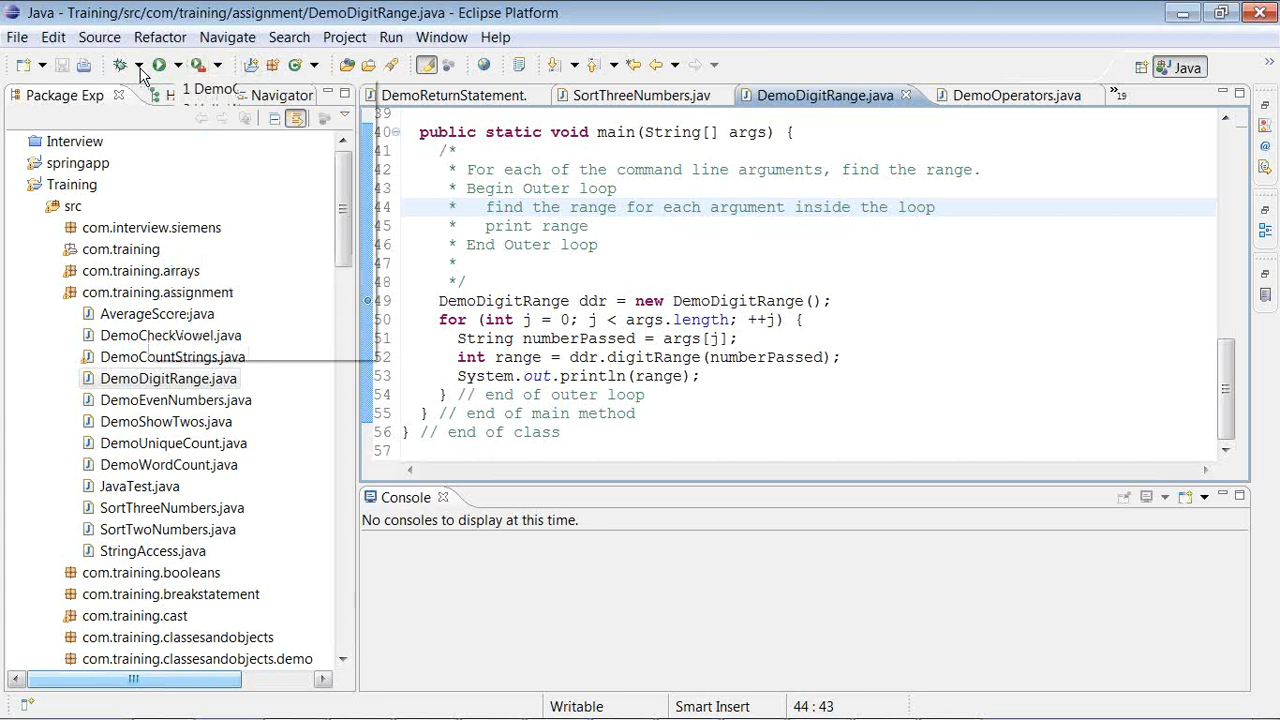 Java - Training/src/com/training/assignment/DemoDigitRange.java - Eclipse Platform
File Edit Source Refactor Navigate Search Project Run Window Help
Java
Package Exp
H
1 Demo
Navigator
DemoReturnStatement.
SortThreeNumbers.jav
DemoDigitRange.java
DemoOperators.java
»19
Interview
springapp
Training
src
com.interview.siemens
com.training
com.training.arrays
com.training.assignment
AverageScore.java
DemoCheckVowel.java
DemoCountStrings.java
DemoDigitRange.java
DemoEvenNumbers.java
DemoShowTwos.java
DemoUniqueCount.java
DemoWordCount.java
JavaTest.java
SortThreeNumbers.java
SortTwoNumbers.java
StringAccess.java
com.training.booleans
com.training.breakstatement
com.training.cast
com.training.classesandobjects
com.training.classesandobjects.demo
39
40 public static void main(String[] args) {
41 /*
42 * For each of the command line arguments, find the range.
43 * Begin Outer loop
44 *   find the range for each argument inside the loop
45 *   print range
46 * End Outer loop
47 *
48 */
49 DemoDigitRange ddr = new DemoDigitRange();
50 for (int j = 0; j < args.length; ++j) {
51 String numberPassed = args[j];
52 int range = ddr.digitRange(numberPassed);
53 System.out.println(range);
54 } // end of outer loop
55 } // end of main method
56 } // end of class
57
Console
No consoles to display at this time.
Writable
Smart Insert
44 : 43